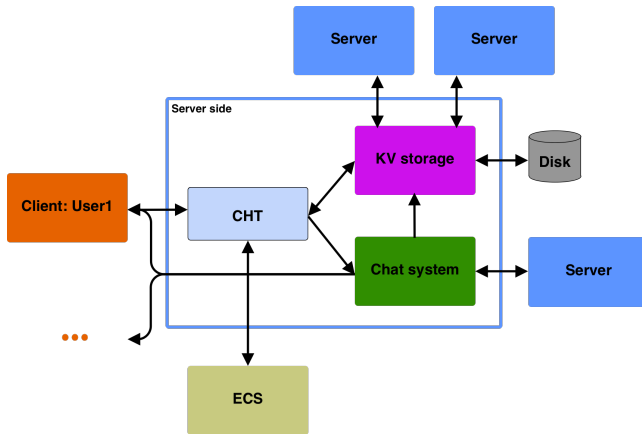 Server
Server
Server side
KV storage
Disk
Client: User1
CHT
Chat system
Server
ECS